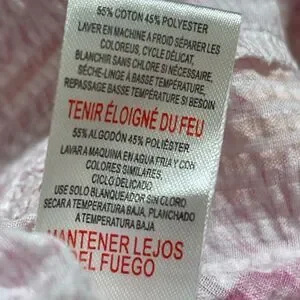 55% COTON 45% POLYESTER
LAVER EN MACHINE A FROID SÉPARER LES
COLOREUS, CYCLE DÉLICAT,
BLANCHIR SANS CHLORE SI NÉCESSAIRE,
SÈCHE-LINGE À BASSE TEMPÉRATURE,
REPASSAGE BASSE TEMPÉRATURE SI BESOIN
TENIR ÉLOIGNÉ DU FEU
55% ALGODÓN 45% POLIÉSTER
LAVAR A MAQUINA EN AGUA FRIA Y CON
COLORES SIMILARES,
CICLO DELICADO
USE SOLO BLANQUEADOR SIN CLORO
SECAR A TEMPERATURA BAJA, PLANCHADO
A TEMPERATURA BAJA
MANTENER LEJOS
DEL FUEGO